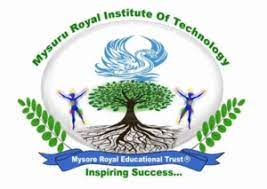 Mysuru Royal Institute Of Technology
Mysore Royal Educational Trust®
Inspiring Success...